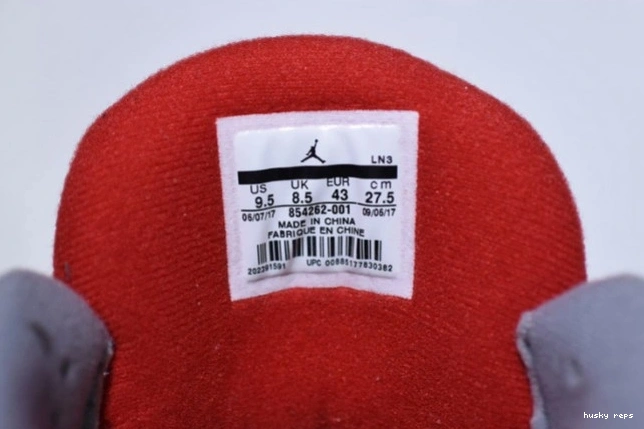 LN3
US UK EUR cm
9.5 8.5 43 27.5
06/07/17 854262-001 09/06/17
MADE IN CHINA
FABRIQUE EN CHINE
202391591 UPC 00885177830382
husky reps